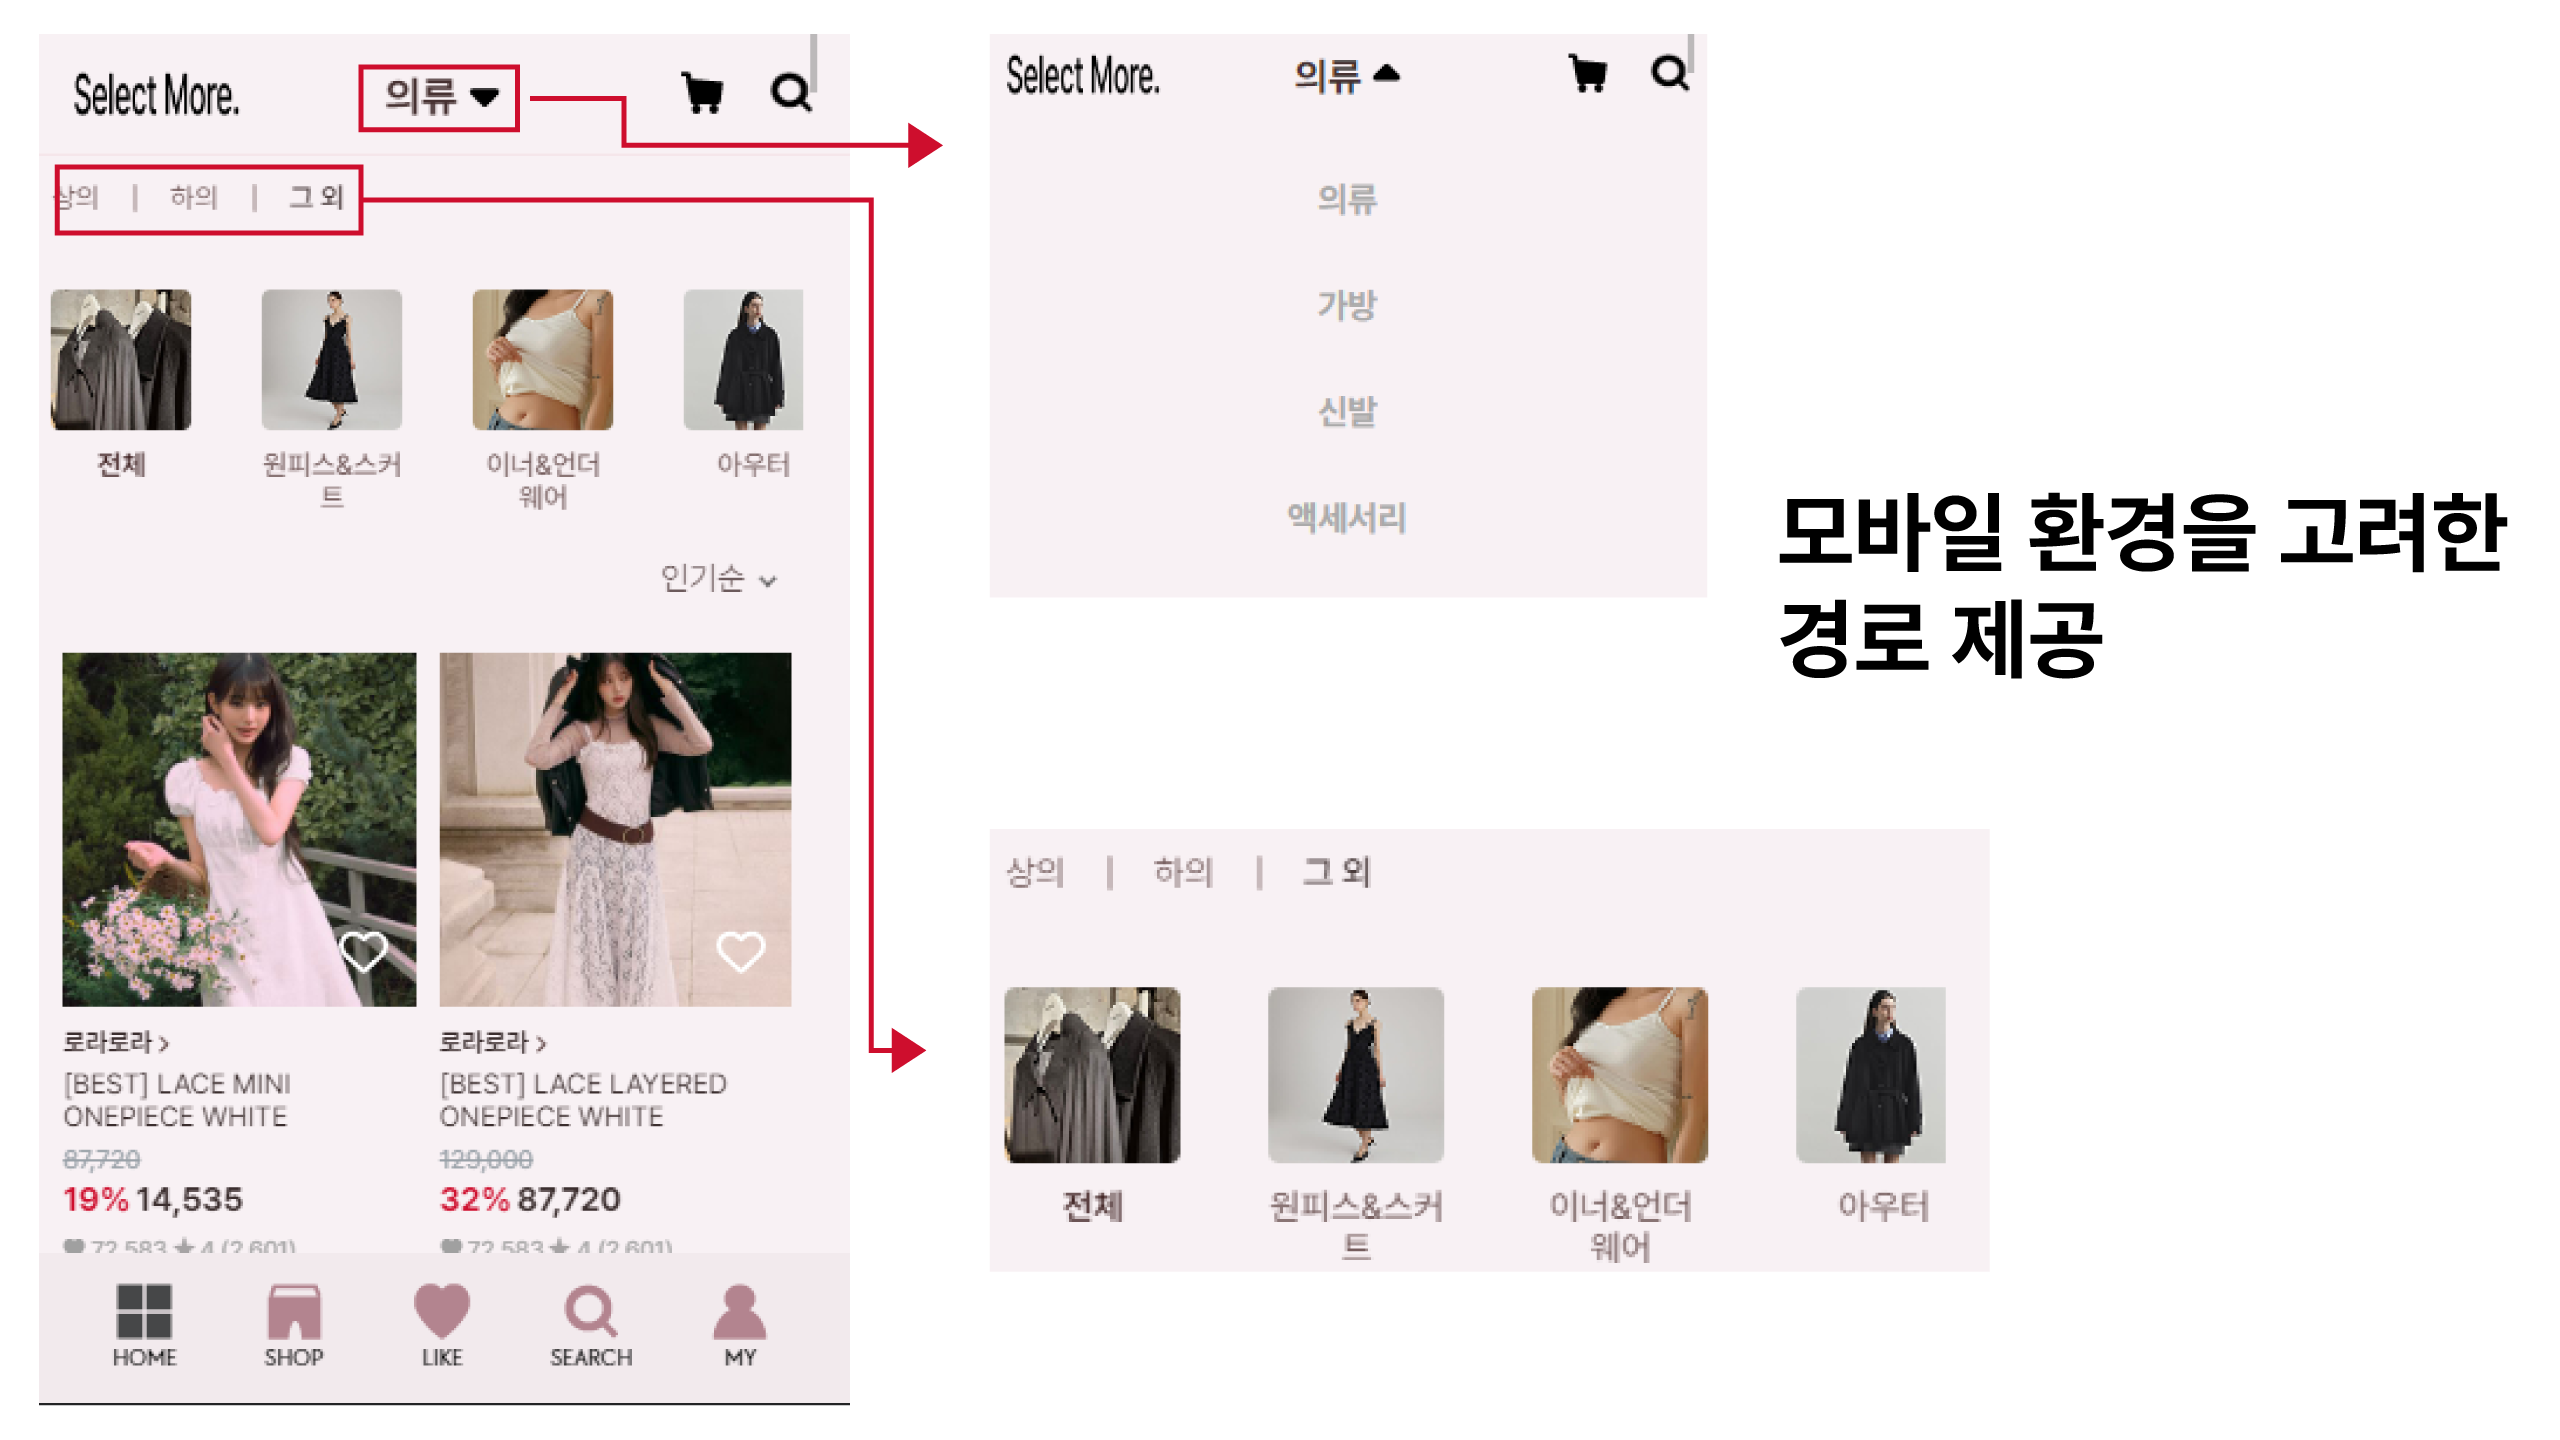 Select More.
의류
상의 | 하의 | 그 외
전체
원피스&스커
트
이너&언더
웨어
아우터
인기순
로라로라 >
[BEST] LACE MINI
ONEPIECE WHITE
87,720
19% 14,535
72,583 ★ 4 (2,601)
로라로라 >
[BEST] LACE LAYERED
ONEPIECE WHITE
129,000
32% 87,720
72,583 ★ 4 (2,601)
HOME
SHOP
LIKE
SEARCH
MY
Select More.
의류
의류
가방
신발
액세서리
모바일 환경을 고려한
경로 제공
상의 | 하의 | 그 외
전체
원피스&스커
트
이너&언더
웨어
아우터